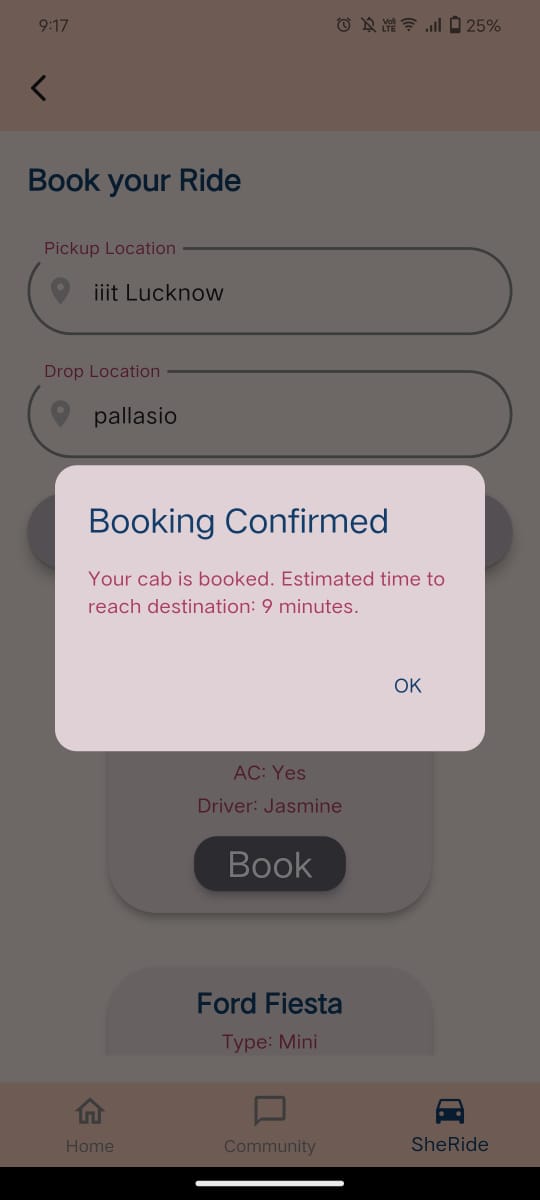 9:17
Vo) LTE 25%
Book your Ride
Pickup Location
iiit Lucknow
Drop Location
pallasio
Booking Confirmed
Your cab is booked. Estimated time to
reach destination: 9 minutes.
OK
AC: Yes
Driver: Jasmine
Book
Ford Fiesta
Type: Mini
Home Community SheRide